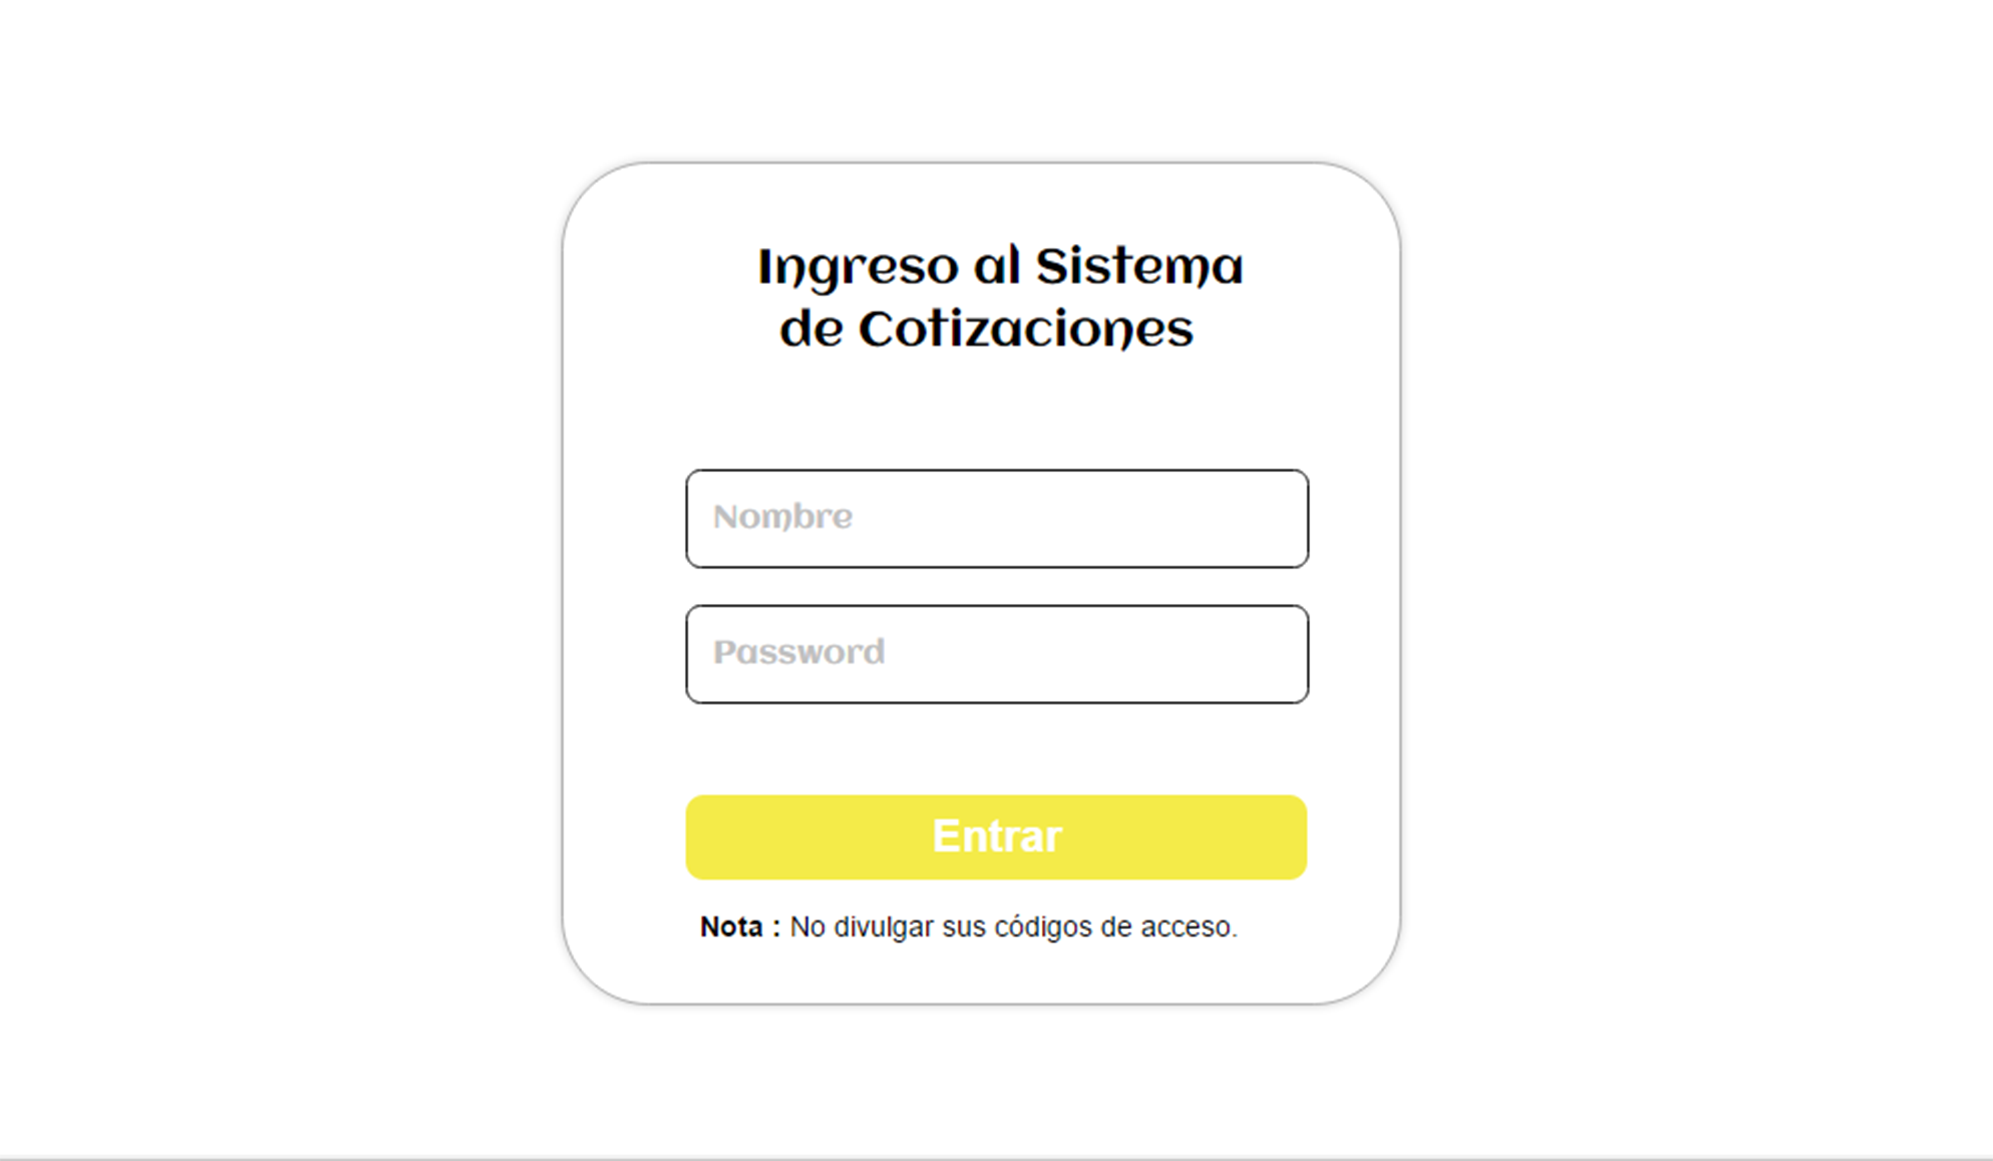 Ingreso al Sistema
de Cotizaciones
Nombre
Password
Entrar
Nota : No divulgar sus códigos de acceso.